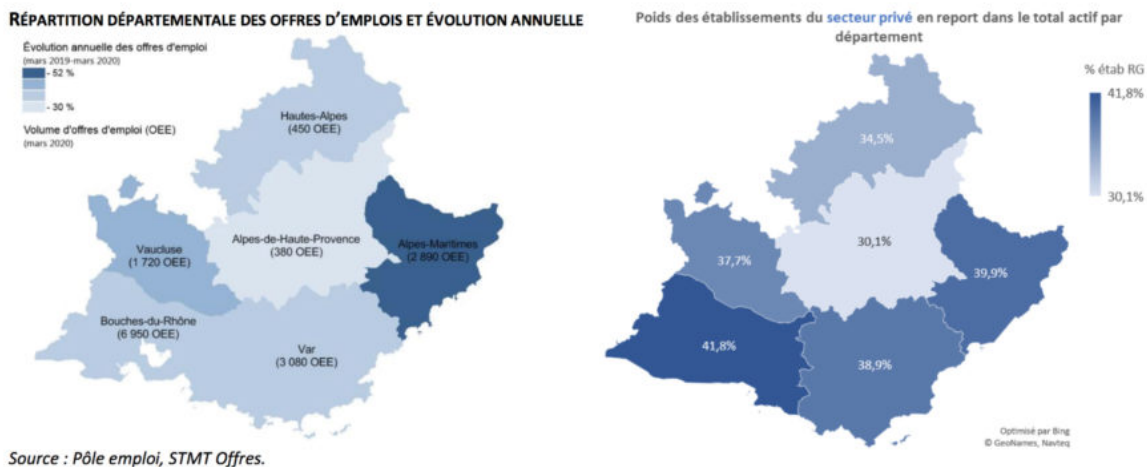 RÉPARTITION DÉPARTEMENTALE DES OFFRES D'EMPLOIS ET ÉVOLUTION ANNUELLE
Évolution annuelle des offres d'emploi
(mars 2019-mars 2020)
- 52 %
- 30 %
Volume d'offres d'emploi (OEE)
(mars 2020)
Hautes-Alpes
(450 OEE)
Vaucluse
(1 720 OEE)
Alpes-de-Haute-Provence
(380 OEE)
Alpes-Maritimes
(2 890 OEE)
Bouches-du-Rhône
(6 950 OEE)
Var
(3 080 OEE)
Source : Pôle emploi, STMT Offres.
Poids des établissements du secteur privé en report dans le total actif par
département
% étab RG
41,8%
30,1%
34,5%
30,1%
37,7%
39,9%
41,8%
38,9%
Optimisé par Bing
© GeoNames, Navteq